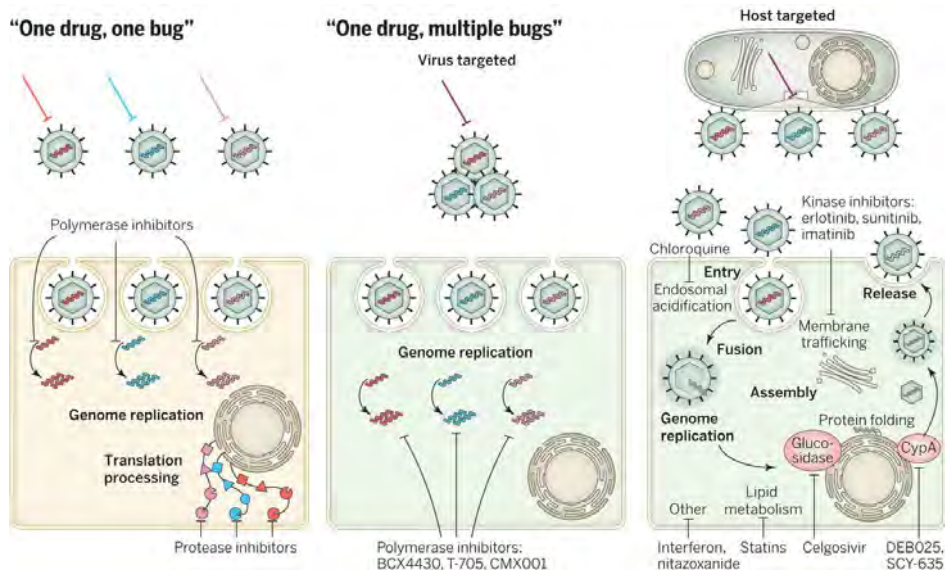 "One drug, one bug"
Polymerase inhibitors
Genome replication
Translation
processing
Protease inhibitors
"One drug, multiple bugs"
Virus targeted
Genome replication
Polymerase inhibitors:
BCX4430, T-705, CMX001
Host targeted
Chloroquine
Entry
Endosomal
acidification
Kinase inhibitors:
erlotinib, sunitinib,
imatinib
Release
Fusion
Membrane
trafficking
Assembly
Genome
replication
Protein folding
Gluco-
sidase
CypA
Other
Lipid
metabolism
Interferon,
nitazoxanide
Statins
Celgosivir
DEB025,
SCY-635